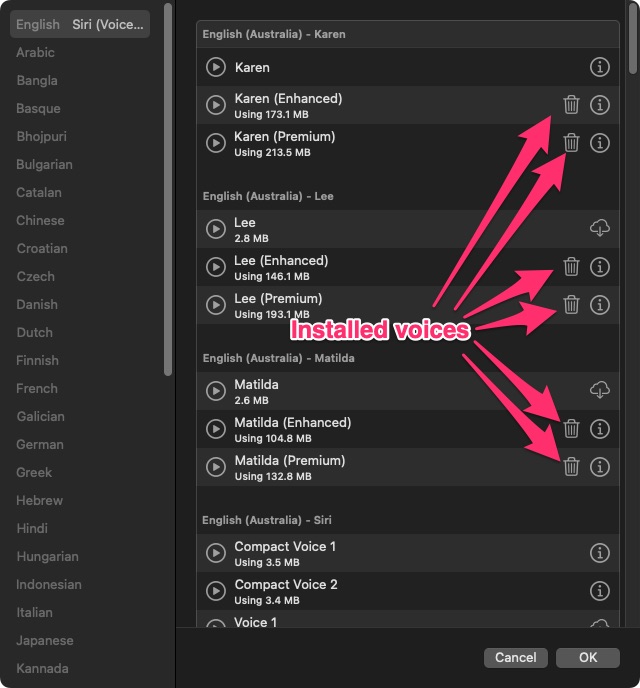 English Siri (Voice...
Arabic
Bangla
Basque
Bhojpuri
Bulgarian
Catalan
Chinese
Croatian
Czech
Danish
Dutch
Finnish
French
Galician
German
Greek
Hebrew
Hindi
Hungarian
Indonesian
Italian
Japanese
Kannada
English (Australia) - Karen
Karen
Karen (Enhanced)
Using 173.1 MB
Karen (Premium)
Using 213.5 MB
English (Australia) - Lee
Lee
2.8 MB
Lee (Enhanced)
Using 146.1 MB
Lee (Premium)
Using 193.1 MB
Installed voices
English (Australia) - Matilda
Matilda
2.6 MB
Matilda (Enhanced)
Using 104.8 MB
Matilda (Premium)
Using 132.8 MB
English (Australia) - Siri
Compact Voice 1
Using 3.5 MB
Compact Voice 2
Using 3.4 MB
Voice 1
Cancel
OK